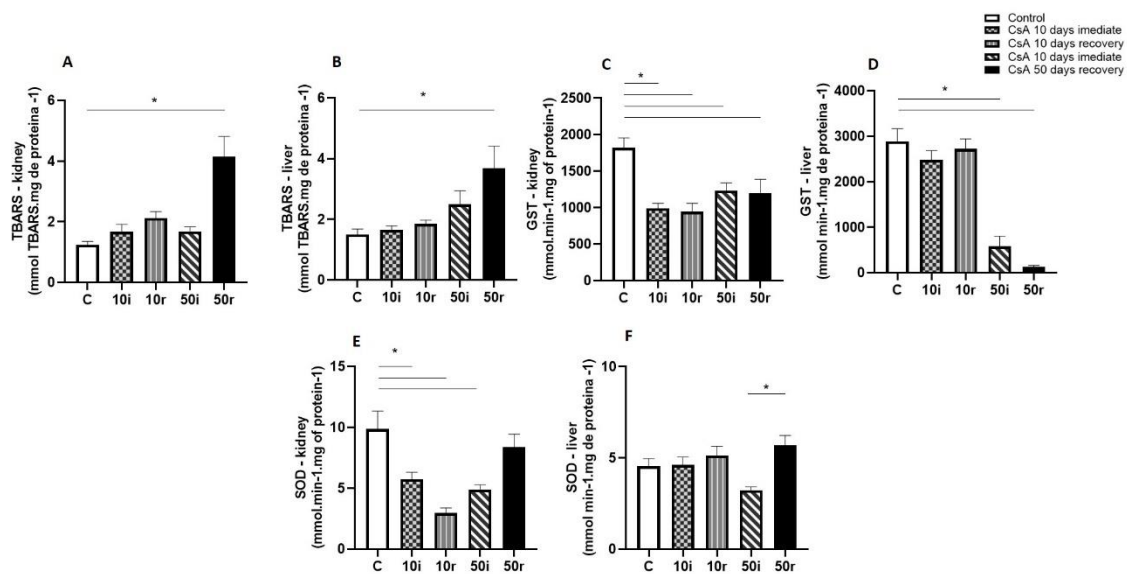 Control
CsA 10 days imediate
CsA 10 days recovery
CsA 10 days imediate
CsA 50 days recovery
A
TBARS - kidney
(mmol TBARS.mg de proteina -1)
6
4
2
0
*
C 10i 10r 50i 50r
B
TBARS - liver
(mmol TBARS.mg de proteina -1)
6
4
2
0
*
C 10i 10r 50i 50r
C
GST - kidney
(mmol.min-1.mg of protein-1)
2500
2000
1500
1000
500
0
*
C 10i 10r 50i 50r
D
GST - liver
(mmol min-1.mg de proteina -1)
4000
3000
2000
1000
0
*
C 10i 10r 50i 50r
E
SOD - kidney
(mmol.min-1.mg of protein-1)
15
10
5
0
*
C 10i 10r 50i 50r
F
SOD - liver
(mmol min-1.mg de proteina -1)
10
5
0
*
C 10i 10r 50i 50r